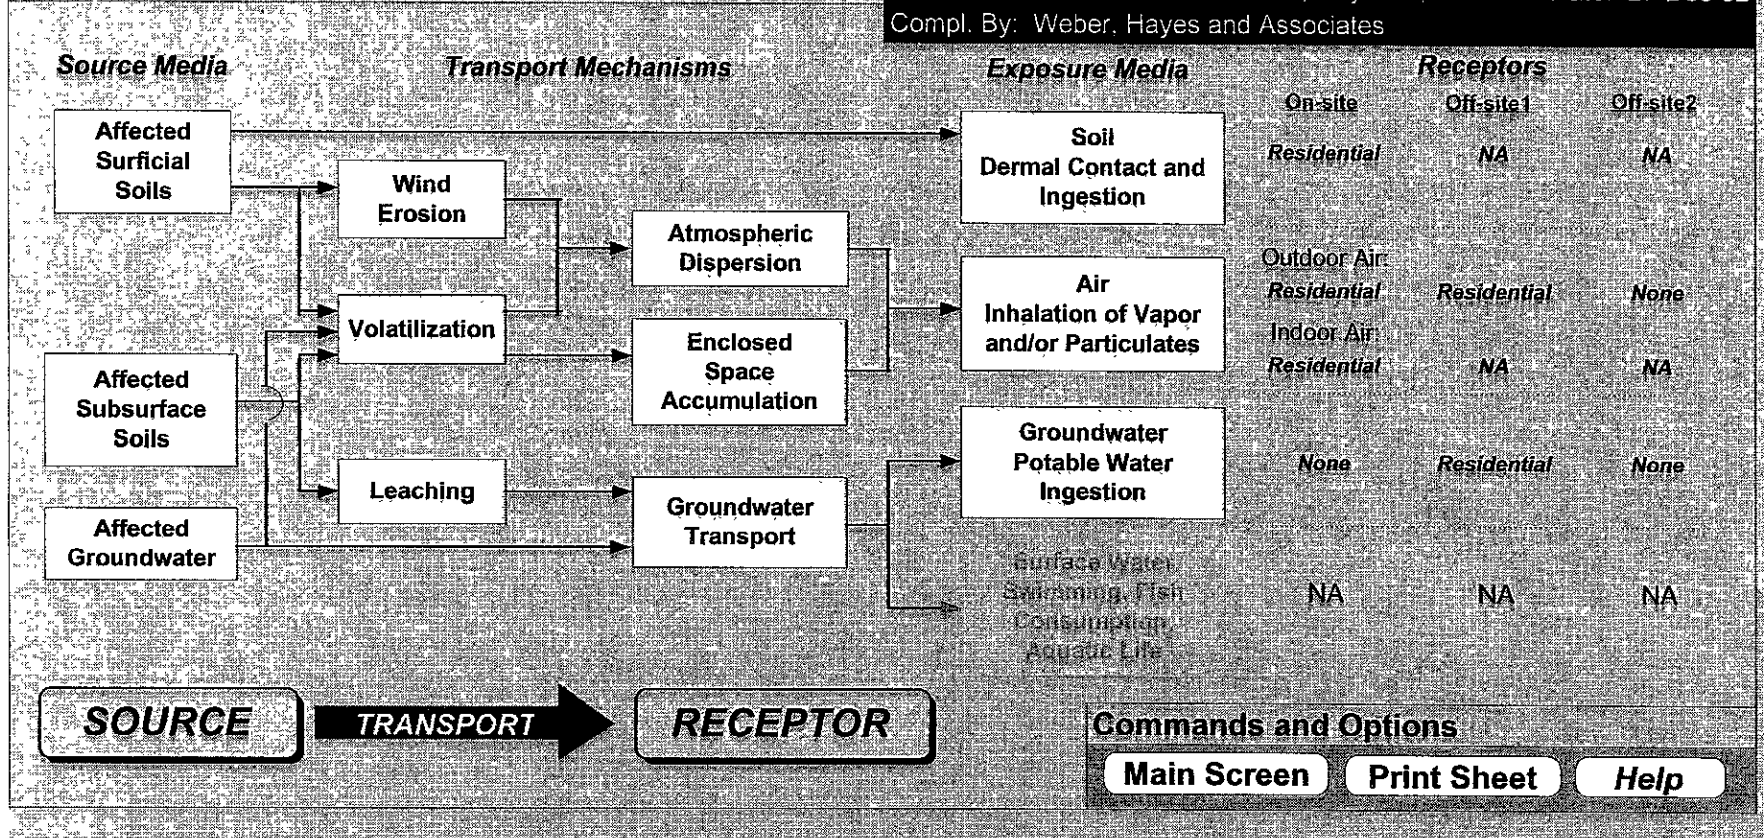 Compl. By: Weber, Hayes and Associates
Source Media
Transport Mechanisms
Exposure Media
Receptors
On-site
Off-site1
Off-site2
Affected
Surficial
Soils
Wind
Erosion
Volatilization
Affected
Subsurface
Soils
Leaching
Affected
Groundwater
Atmospheric
Dispersion
Enclosed
Space
Accumulation
Groundwater
Transport
Soil
Dermal Contact and
Ingestion
Residential
NA
NA
Air
Inhalation of Vapor
and/or Particulates
Outdoor Air:
Residential
Residential
None
Indoor Air:
Residential
NA
NA
Groundwater
Potable Water
Ingestion
None
Residential
None
Surface Water
Swimming, Fish
Consumption,
Aquatic Life
NA
NA
NA
SOURCE
TRANSPORT
RECEPTOR
Commands and Options
Main Screen
Print Sheet
Help